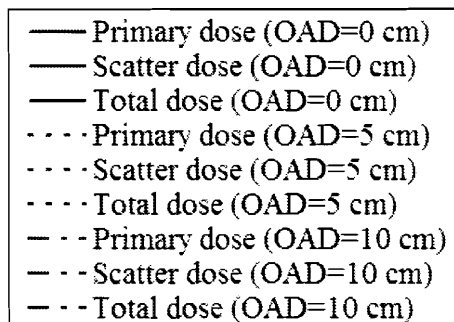 Primary dose (OAD=0 cm)
Scatter dose (OAD=0 cm)
Total dose (OAD=0 cm)
Primary dose (OAD=5 cm)
Scatter dose (OAD=5 cm)
Total dose (OAD=5 cm)
Primary dose (OAD=10 cm)
Scatter dose (OAD=10 cm)
Total dose (OAD=10 cm)